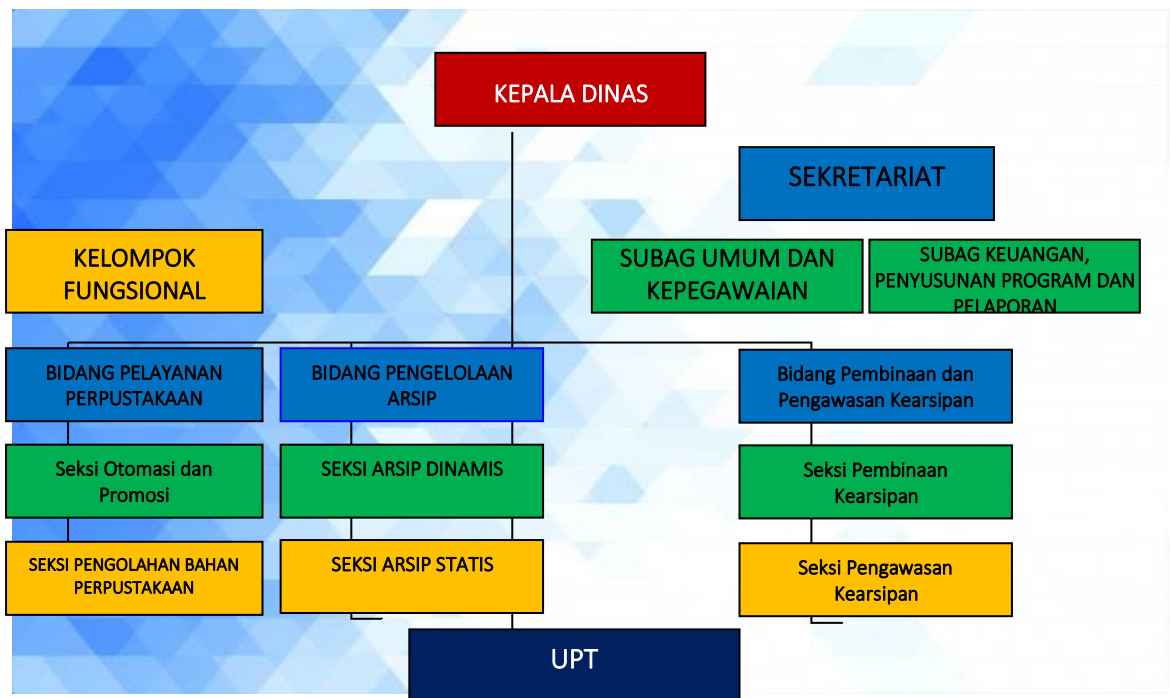 KEPALA DINAS
SEKRETARIAT
KELOMPOK
FUNGSIONAL
SUBAG UMUM DAN
KEPEGAWAIAN
SUBAG KEUANGAN,
PENYUSUNAN PROGRAM DAN
PELAPORAN
BIDANG PELAYANAN
PERPUSTAKAAN
BIDANG PENGELOLAAN
ARSIP
Bidang Pembinaan dan
Pengawasan Kearsipan
Seksi Otomasi dan
Promosi
SEKSI ARSIP DINAMIS
Seksi Pembinaan
Kearsipan
SEKSI PENGOLAHAN BAHAN
PERPUSTAKAAN
SEKSI ARSIP STATIS
Seksi Pengawasan
Kearsipan
UPT